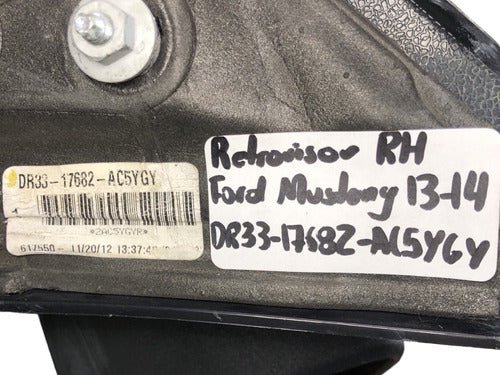 DR33-17682-AC5YGY
*2AC5YGYR*
617550- 11/20/12 13:37:4
Retrovisor RH
Ford Mustang 13-14
DR33-17682-AC5YGY